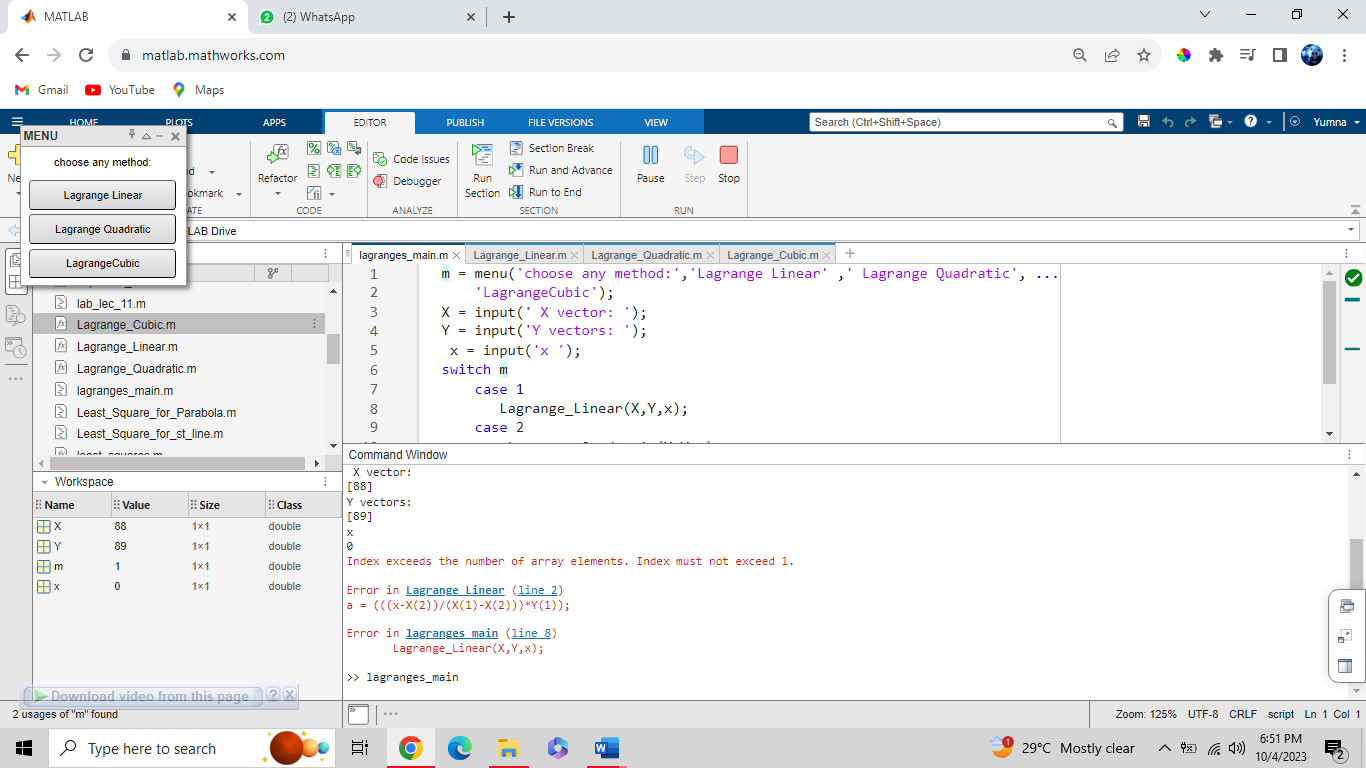 MATLAB
(2) WhatsApp
matlab.mathworks.com
Gmail YouTube Maps
HOME PLOTS APPS EDITOR PUBLISH FILE VERSIONS VIEW Search (Ctrl+Shift+Space) Yumna
MENU
choose any method:
Lagrange Linear
Lagrange Quadratic
LagrangeCubic
Refactor
CODE
Code Issues
Debugger
ANALYZE
Run
Section
Section Break
Run and Advance
Run to End
SECTION
Pause Step Stop
RUN
LAB Drive
lab_lec_11.m
Lagrange_Cubic.m
Lagrange_Linear.m
Lagrange_Quadratic.m
lagranges_main.m
Least_Square_for_Parabola.m
Least_Square_for_st_line.m
Workspace
Name Value Size Class
X 88 1×1 double
Y 89 1×1 double
m 1 1×1 double
x 0 1×1 double
lagranges_main.m Lagrange_Linear.m Lagrange_Quadratic.m Lagrange_Cubic.m
1 m = menu('choose any method:','Lagrange Linear' ,' Lagrange Quadratic', ...
2 'LagrangeCubic');
3 X = input(' X vector: ');
4 Y = input('Y vectors: ');
5 x = input('x ');
6 switch m
7 case 1
8 Lagrange_Linear(X,Y,x);
9 case 2
Command Window
X vector:
[88]
Y vectors:
[89]
x
0
Index exceeds the number of array elements. Index must not exceed 1.
Error in Lagrange_Linear (line 2)
a = (((x-X(2))/(X(1)-X(2)))*Y(1));
Error in lagranges_main (line 8)
Lagrange_Linear(X,Y,x);
>> lagranges_main
Download video from this page ? X
2 usages of "m" found
Zoom: 125% UTF-8 CRLF script Ln 1 Col 1
Type here to search
1 29°C Mostly clear
6:51 PM
10/4/2023
2